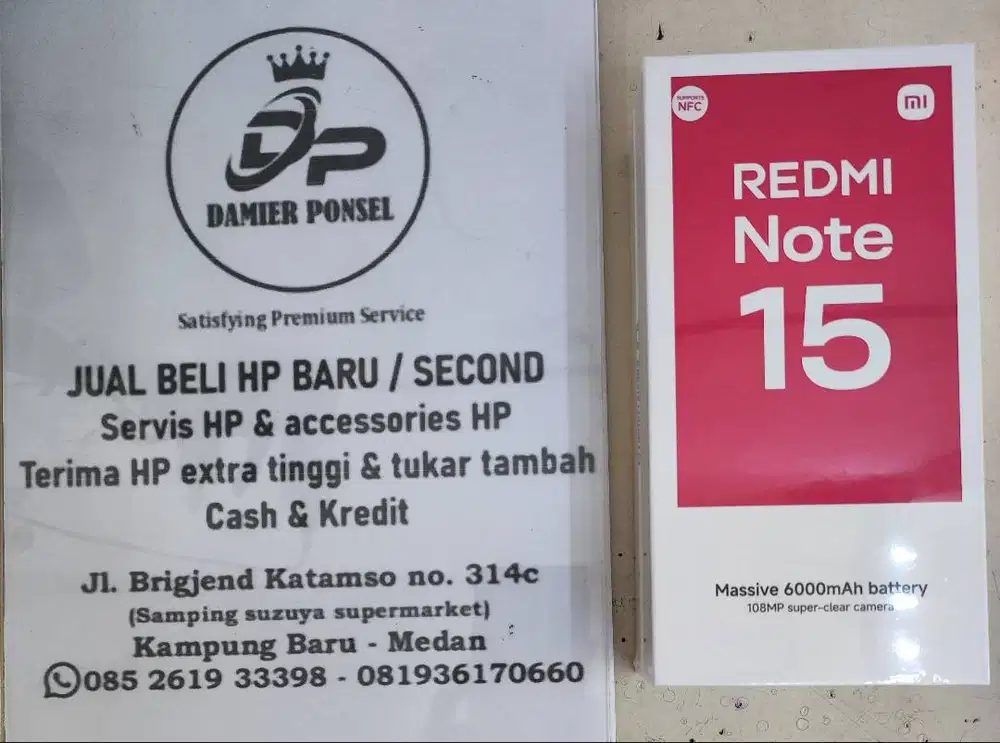 DP
DAMIER PONSEL
Satisfying Premium Service
JUAL BELI HP BARU / SECOND
Servis HP & accessories HP
Terima HP extra tinggi & tukar tambah
Cash & Kredit
Jl. Brigjend Katamso no. 314c
(Samping suzuya supermarket)
Kampung Baru - Medan
085 2619 33398 - 081936170660
SUPPORTS
NFC
mi
REDMI
Note
15
Massive 6000mAh battery
108MP super-clear camera